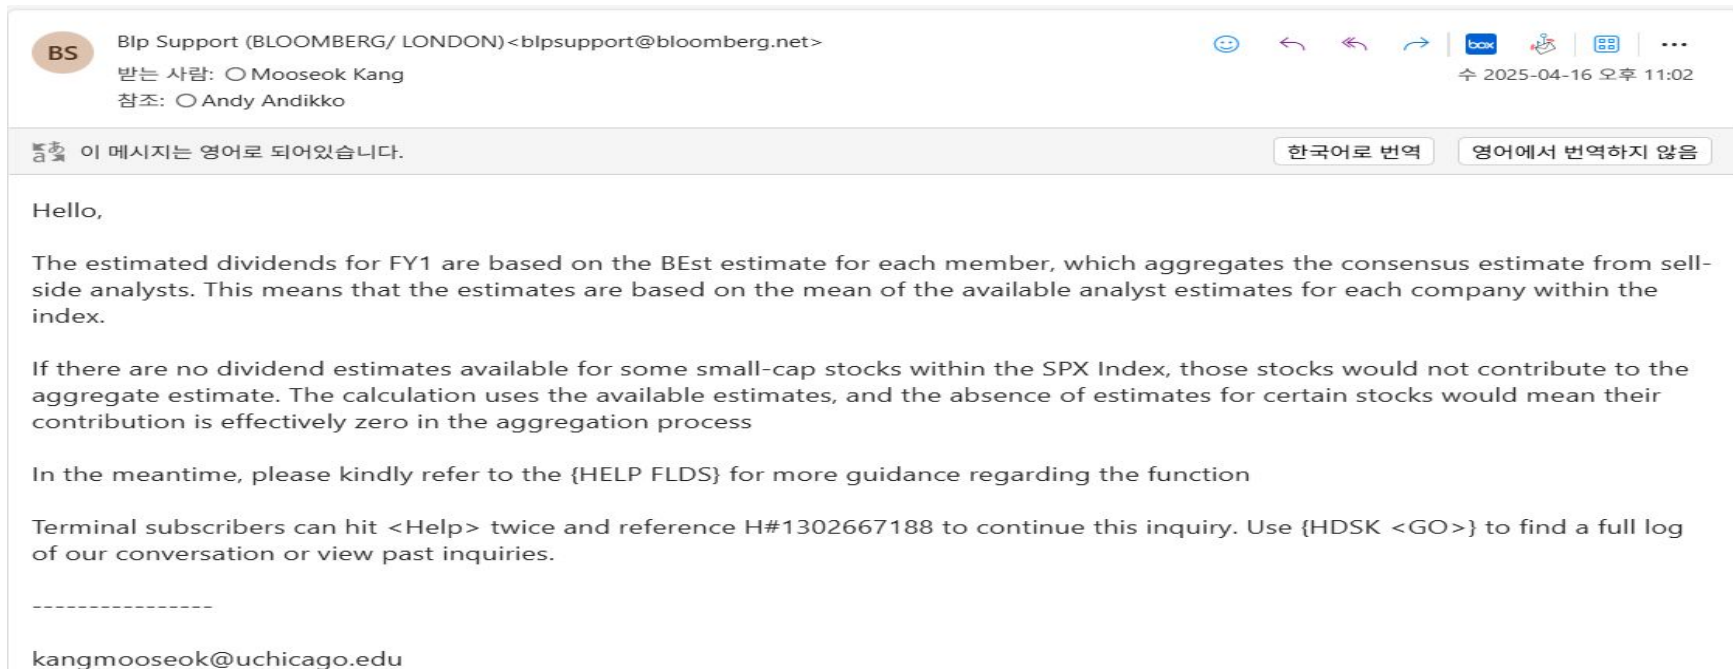 BS
Blp Support (BLOOMBERG/ LONDON)<blpsupport@bloomberg.net>
받는 사람: Mooseok Kang
참조: Andy Andikko
box
수 2025-04-16 오후 11:02
이 메시지는 영어로 되어있습니다.
한국어로 번역
영어에서 번역하지 않음
Hello,
The estimated dividends for FY1 are based on the BEst estimate for each member, which aggregates the consensus estimate from sell-
side analysts. This means that the estimates are based on the mean of the available analyst estimates for each company within the
index.
If there are no dividend estimates available for some small-cap stocks within the SPX Index, those stocks would not contribute to the
aggregate estimate. The calculation uses the available estimates, and the absence of estimates for certain stocks would mean their
contribution is effectively zero in the aggregation process
In the meantime, please kindly refer to the {HELP FLDS} for more guidance regarding the function
Terminal subscribers can hit <Help> twice and reference H#1302667188 to continue this inquiry. Use {HDSK <GO>} to find a full log
of our conversation or view past inquiries.
----------------
kangmooseok@uchicago.edu